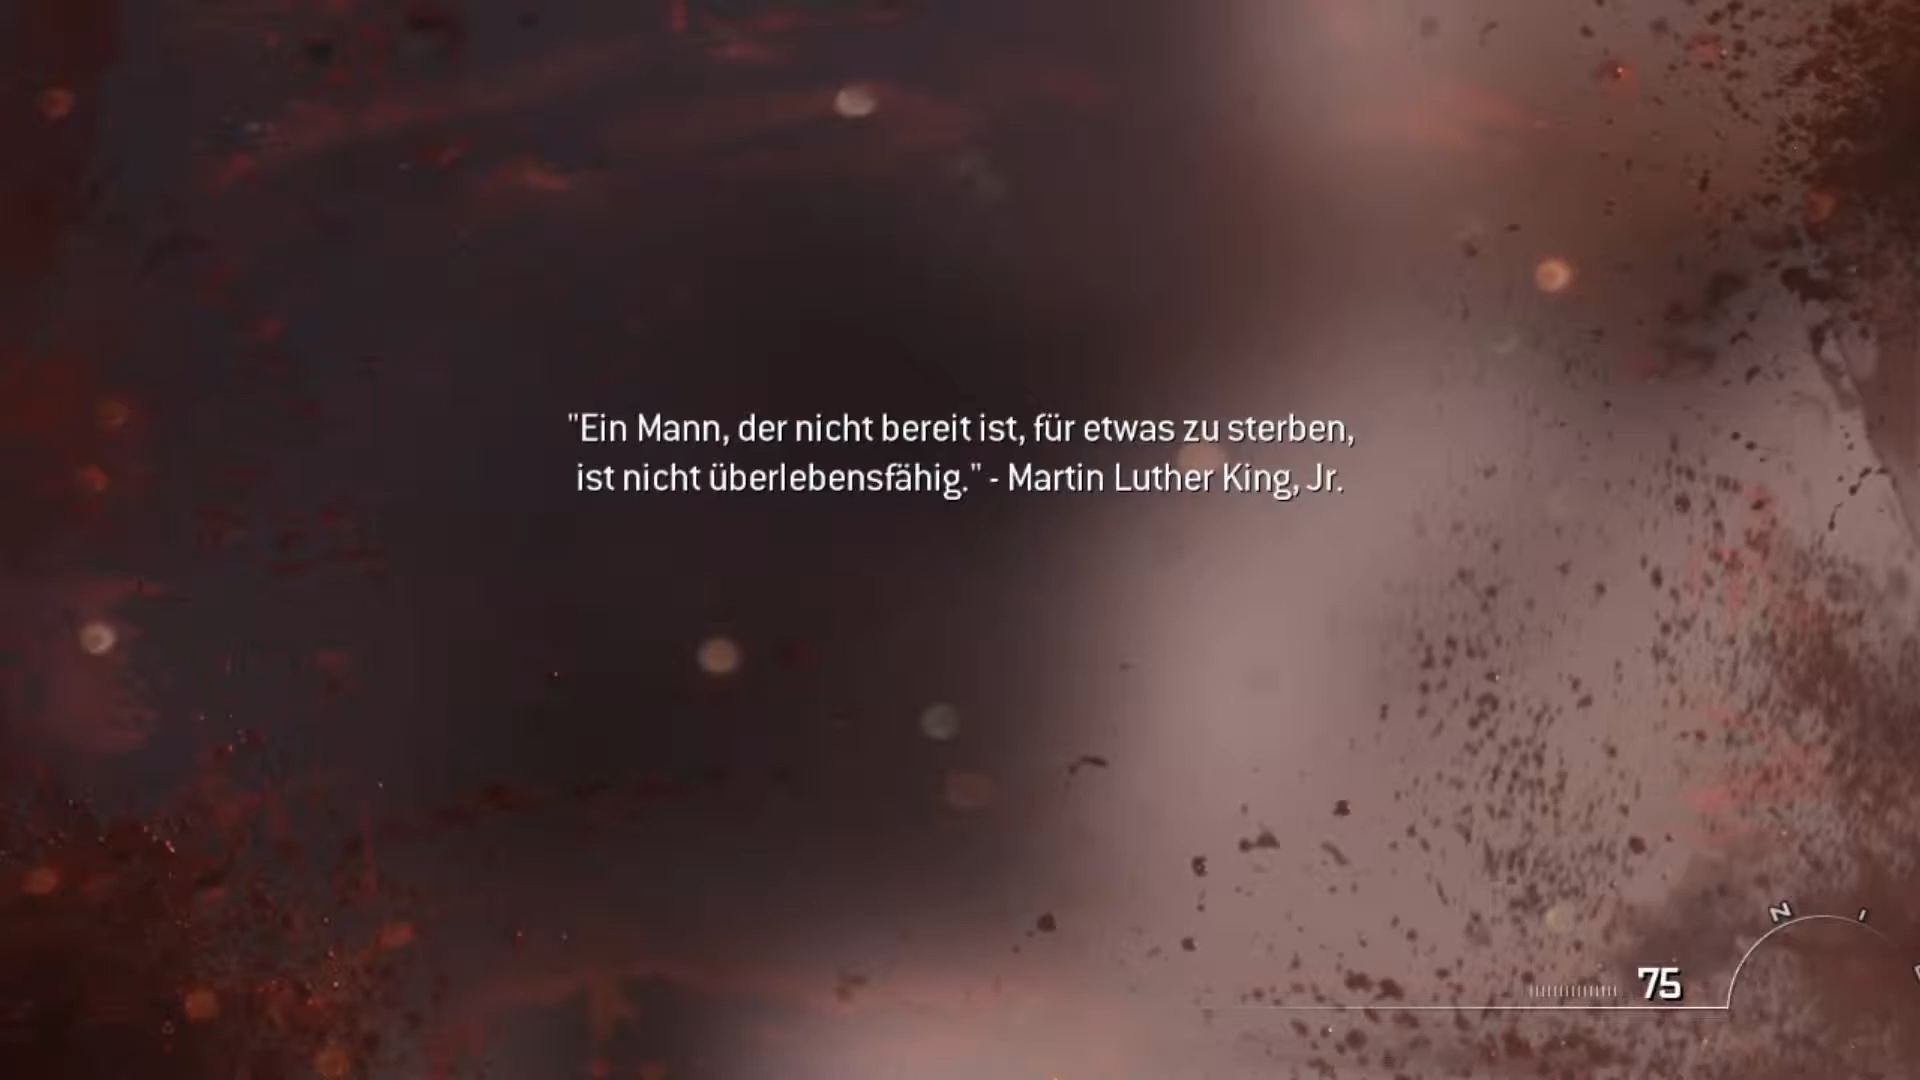 "Ein Mann, der nicht bereit ist, für etwas zu sterben,
ist nicht überlebensfähig." - Martin Luther King, Jr.
N
75